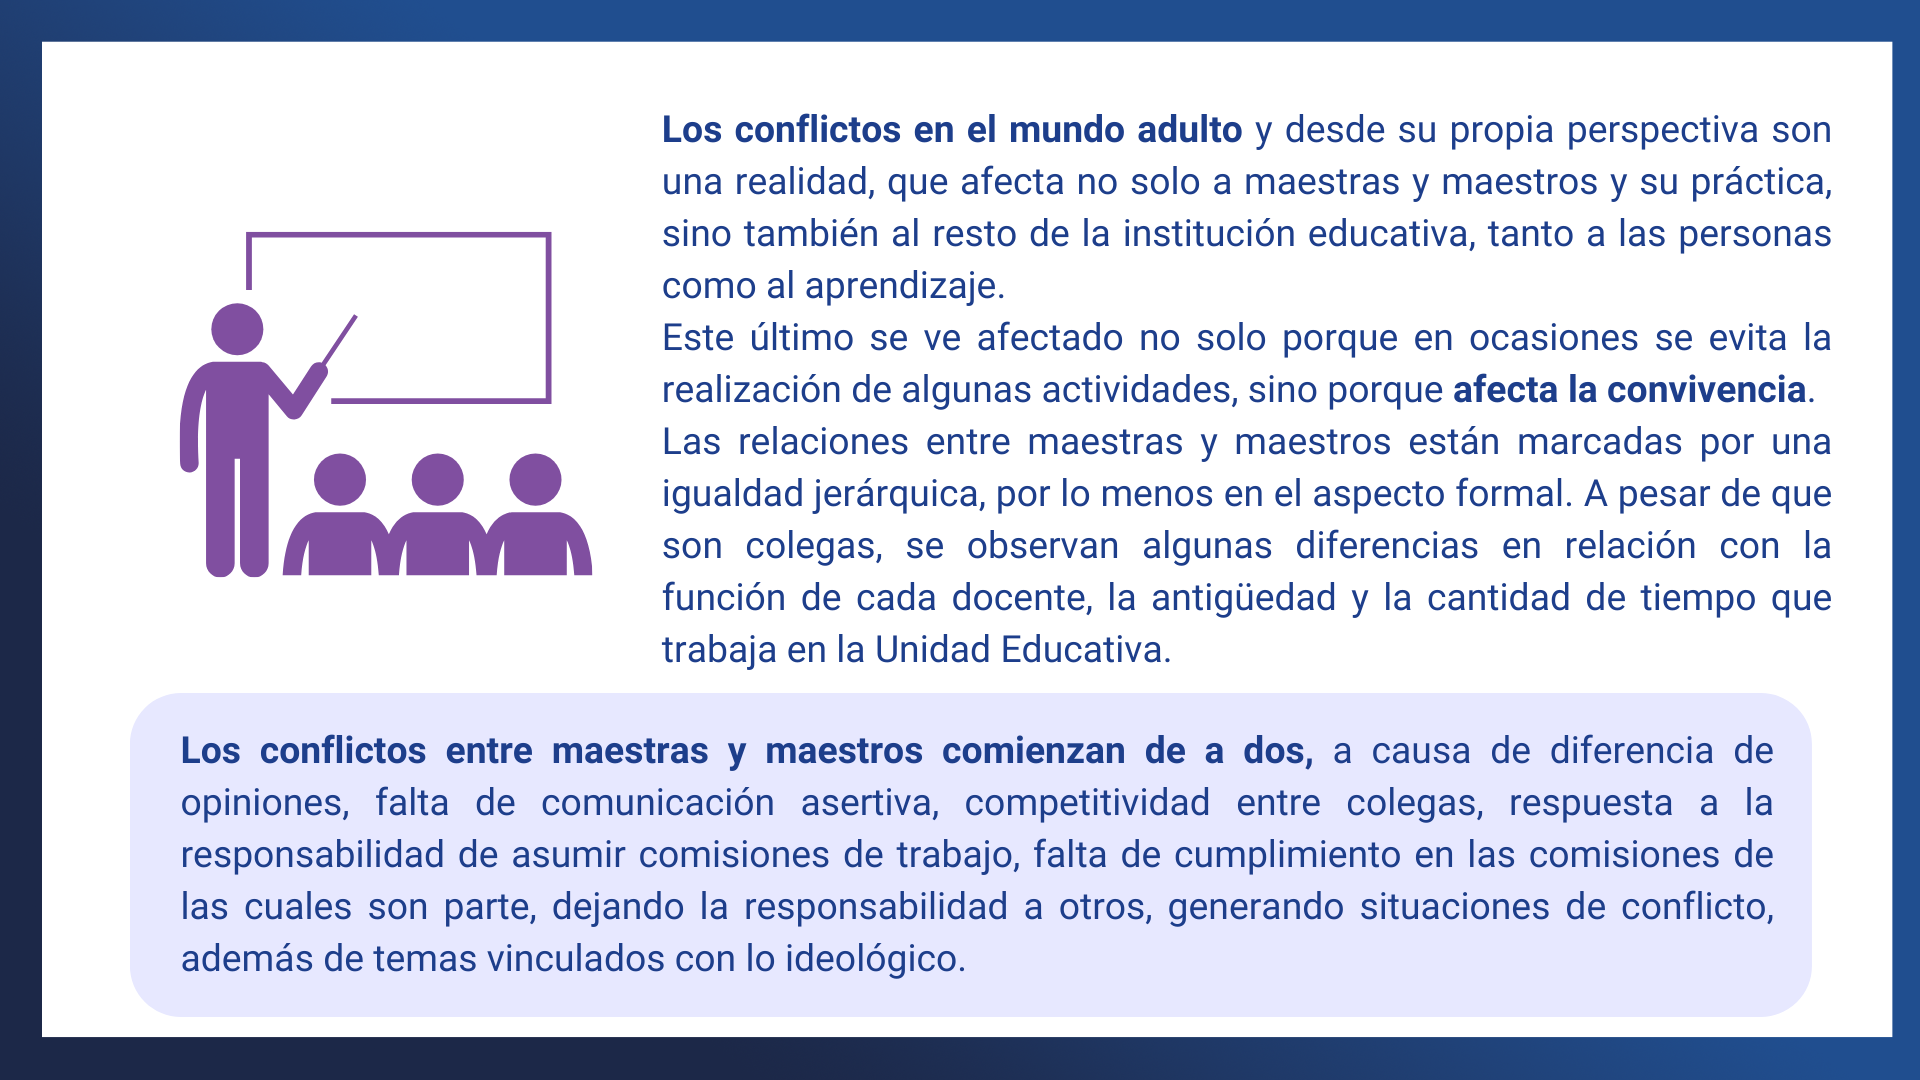 Los conflictos en el mundo adulto y desde su propia perspectiva son
una realidad, que afecta no solo a maestras y maestros y su práctica,
sino también al resto de la institución educativa, tanto a las personas
como al aprendizaje.
Este último se ve afectado no solo porque en ocasiones se evita la
realización de algunas actividades, sino porque afecta la convivencia.
Las relaciones entre maestras y maestros están marcadas por una
igualdad jerárquica, por lo menos en el aspecto formal. A pesar de que
son colegas, se observan algunas diferencias en relación con la
función de cada docente, la antigüedad y la cantidad de tiempo que
trabaja en la Unidad Educativa.
Los conflictos entre maestras y maestros comienzan de a dos, a causa de diferencia de
opiniones, falta de comunicación asertiva, competitividad entre colegas, respuesta a la
responsabilidad de asumir comisiones de trabajo, falta de cumplimiento en las comisiones de
las cuales son parte, dejando la responsabilidad a otros, generando situaciones de conflicto,
además de temas vinculados con lo ideológico.